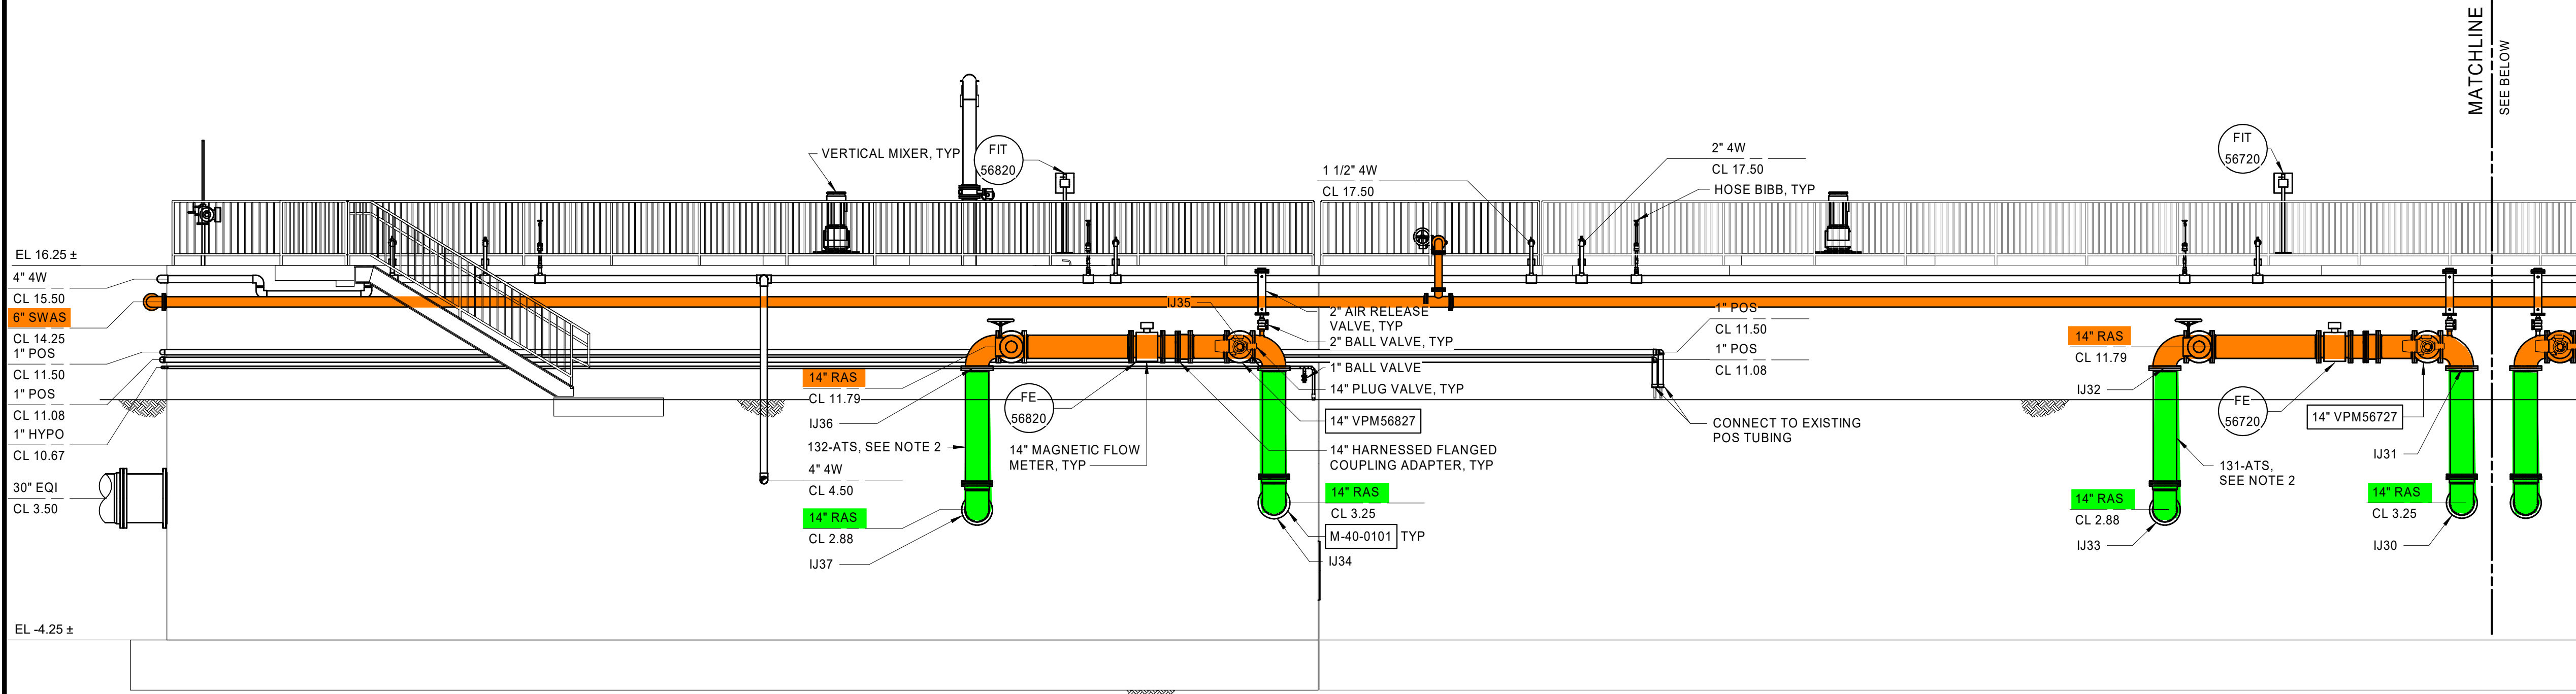 MATCHLINE
SEE BELOW
VERTICAL MIXER, TYP
FIT
56820
1 1/2" 4W
CL 17.50
2" 4W
CL 17.50
HOSE BIBB, TYP
FIT
56720
EL 16.25 ±
4" 4W
CL 15.50
6" SWAS
CL 14.25
1" POS
CL 11.50
1" POS
CL 11.08
1" HYPO
CL 10.67
30" EQI
CL 3.50
EL -4.25 ±
IJ35
2" AIR RELEASE
VALVE, TYP
2" BALL VALVE, TYP
1" BALL VALVE
14" PLUG VALVE, TYP
14" VPM56827
14" HARNESSED FLANGED
COUPLING ADAPTER, TYP
14" RAS
CL 3.25
M-40-0101 TYP
IJ34
14" RAS
CL 11.79
IJ36
132-ATS, SEE NOTE 2
4" 4W
CL 4.50
14" RAS
CL 2.88
IJ37
FE
56820
14" MAGNETIC FLOW
METER, TYP
1" POS
CL 11.50
1" POS
CL 11.08
CONNECT TO EXISTING
POS TUBING
14" RAS
CL 11.79
IJ32
FE
56720
14" VPM56727
IJ31
131-ATS,
SEE NOTE 2
14" RAS
CL 2.88
IJ33
14" RAS
CL 3.25
IJ30